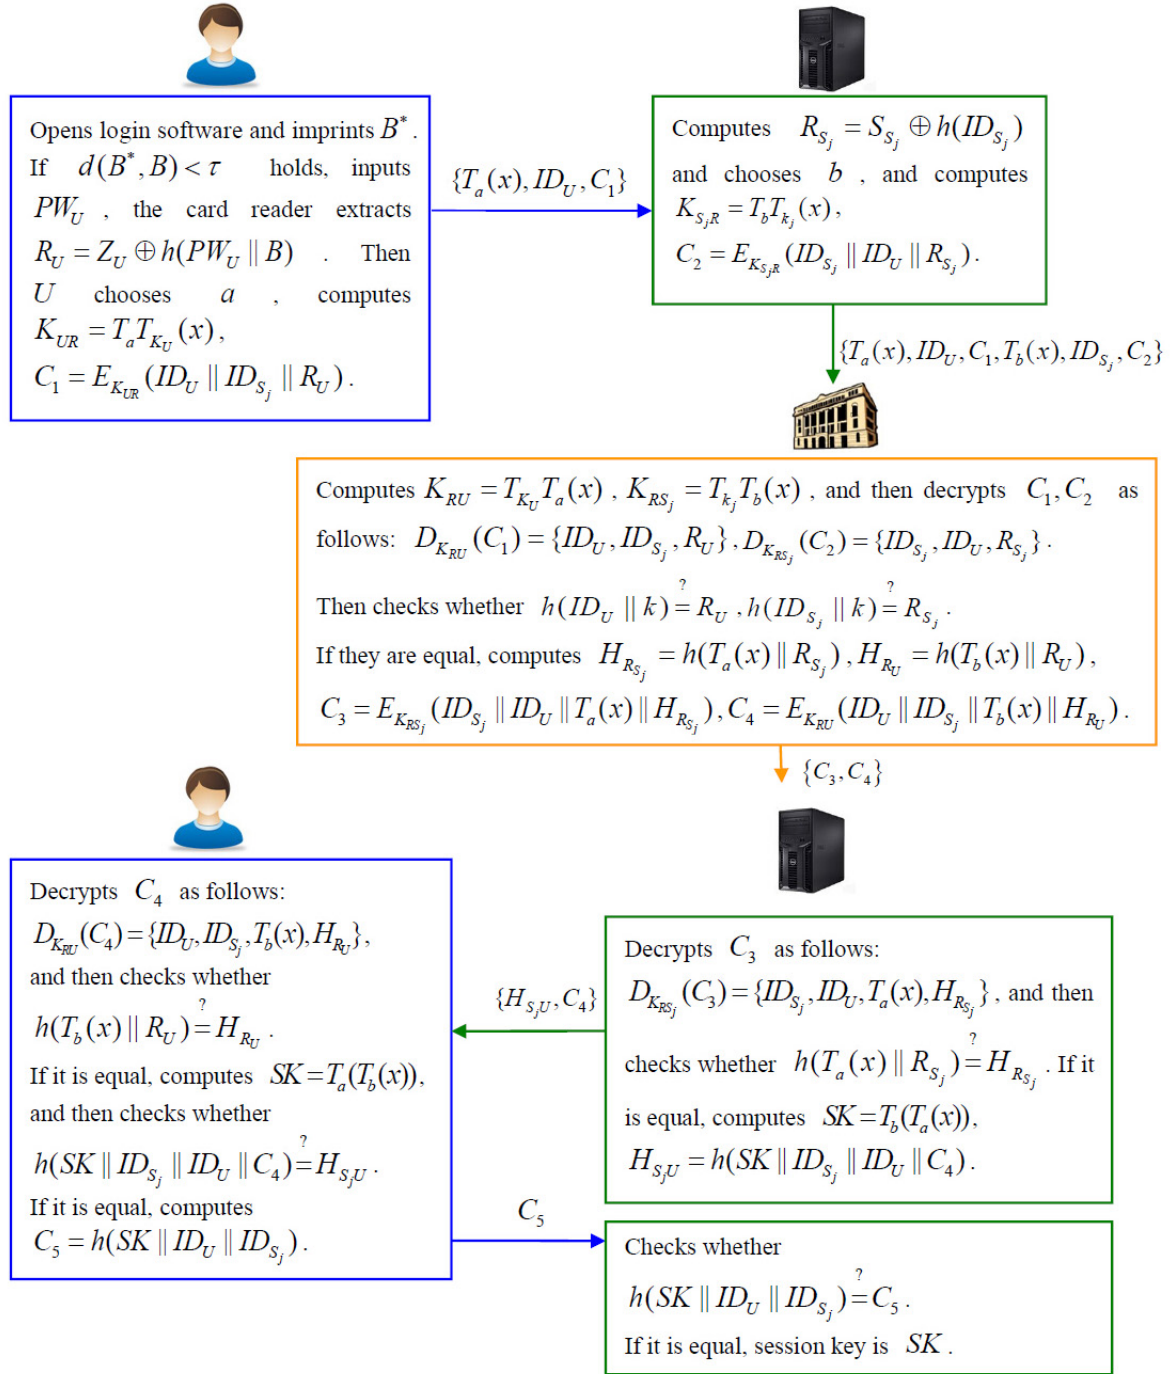 Opens login software and imprints B* .
If d(B*, B) < τ holds, inputs
PW_U , the card reader extracts
R_U = Z_U ⊕ h(PW_U || B) . Then
U chooses a , computes
K_{UR} = T_a T_{K_U}(x) ,
C_1 = E_{K_{UR}}(ID_U || ID_{S_j} || R_U) .
{T_a(x), ID_U, C_1}
Computes R_{S_j} = S_{S_j} ⊕ h(ID_{S_j})
and chooses b , and computes
K_{S_jR} = T_b T_{k_j}(x) ,
C_2 = E_{K_{S_jR}}(ID_{S_j} || ID_U || R_{S_j}) .
{T_a(x), ID_U, C_1, T_b(x), ID_{S_j}, C_2}
Computes K_{RU} = T_{K_U} T_a(x) , K_{RS_j} = T_{k_j} T_b(x) , and then decrypts C_1, C_2 as
follows: D_{K_{RU}}(C_1) = {ID_U, ID_{S_j}, R_U} , D_{K_{RS_j}}(C_2) = {ID_{S_j}, ID_U, R_{S_j}} .
Then checks whether h(ID_U || k) =? R_U , h(ID_{S_j} || k) =? R_{S_j} .
If they are equal, computes H_{R_{S_j}} = h(T_a(x) || R_{S_j}) , H_{R_U} = h(T_b(x) || R_U) ,
C_3 = E_{K_{RS_j}}(ID_{S_j} || ID_U || T_a(x) || H_{R_{S_j}}) , C_4 = E_{K_{RU}}(ID_U || ID_{S_j} || T_b(x) || H_{R_U}) .
{C_3, C_4}
Decrypts C_3 as follows:
D_{K_{RS_j}}(C_3) = {ID_{S_j}, ID_U, T_a(x), H_{R_{S_j}}} , and then
checks whether h(T_a(x) || R_{S_j}) =? H_{R_{S_j}} . If it
is equal, computes SK = T_b(T_a(x)) ,
H_{S_jU} = h(SK || ID_{S_j} || ID_U || C_4) .
{H_{S_jU}, C_4}
Decrypts C_4 as follows:
D_{K_{RU}}(C_4) = {ID_U, ID_{S_j}, T_b(x), H_{R_U}} ,
and then checks whether
h(T_b(x) || R_U) =? H_{R_U} .
If it is equal, computes SK = T_a(T_b(x)) ,
and then checks whether
h(SK || ID_{S_j} || ID_U || C_4) =? H_{S_jU} .
If it is equal, computes
C_5 = h(SK || ID_U || ID_{S_j}) .
C_5
Checks whether
h(SK || ID_U || ID_{S_j}) =? C_5 .
If it is equal, session key is SK .